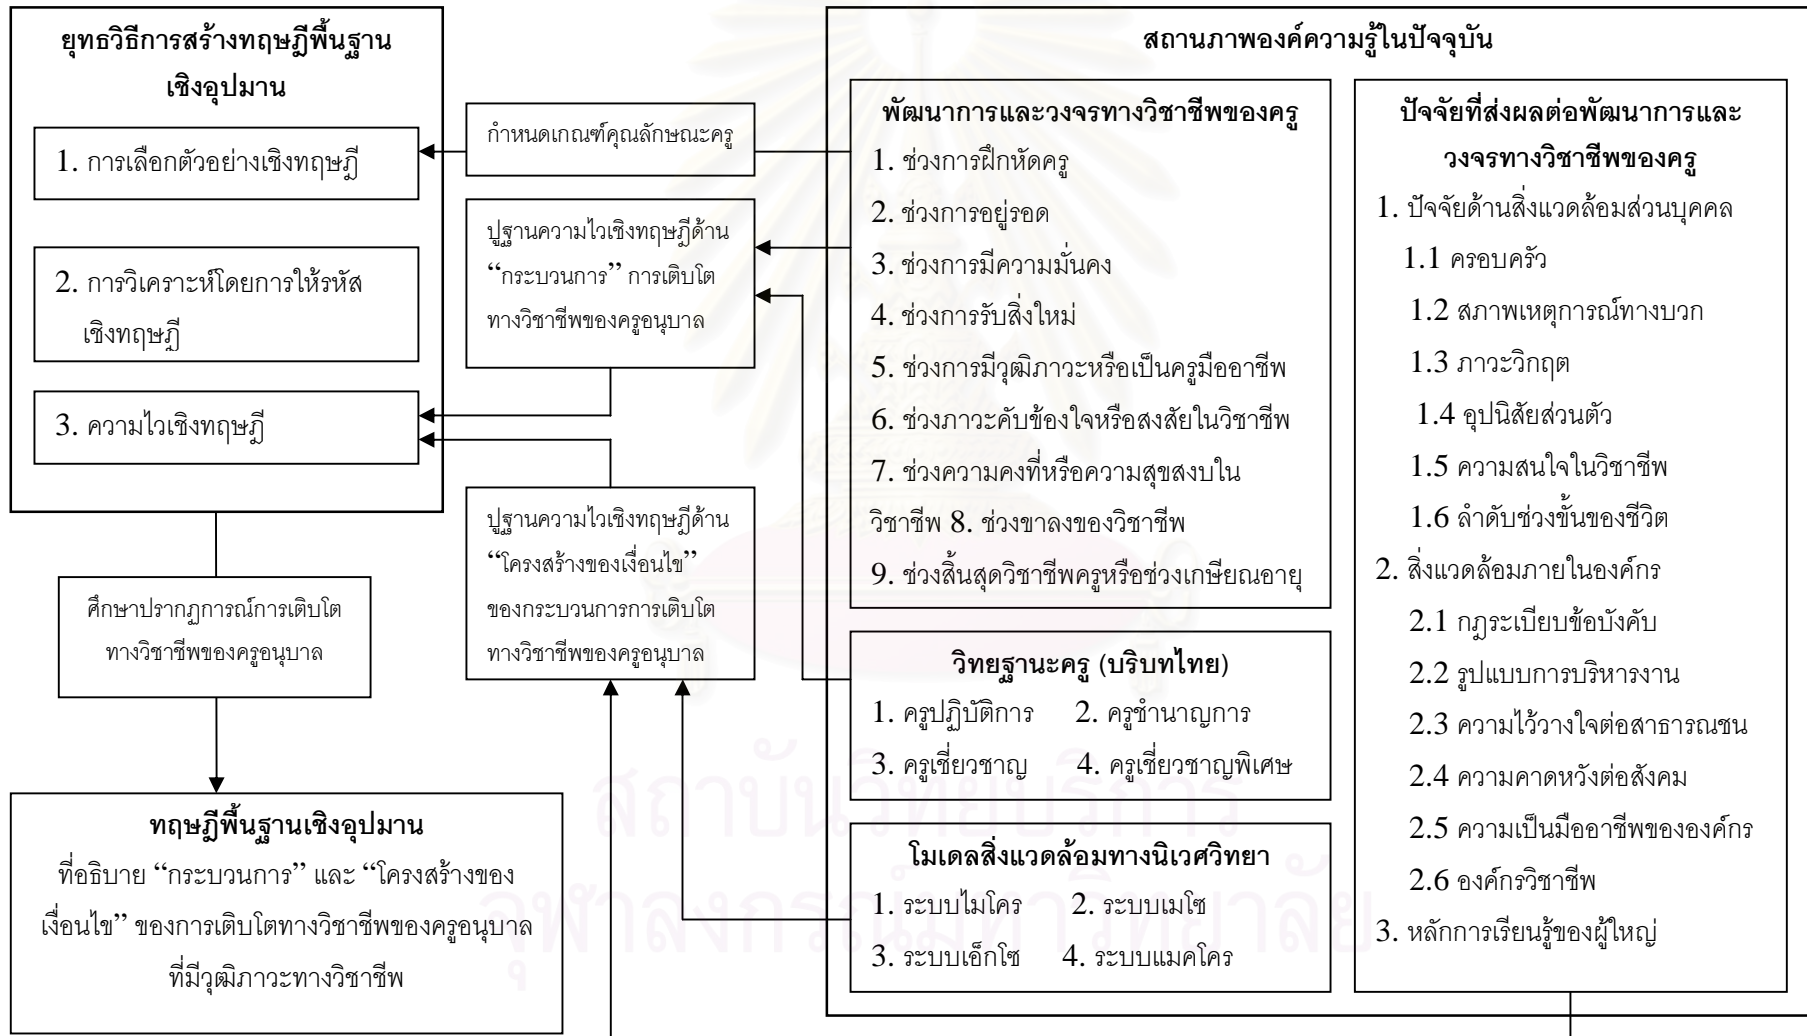 ยุทธวิธีการสร้างทฤษฎีพื้นฐาน
เชิงอุปมาน
1. การเลือกตัวอย่างเชิงทฤษฎี
2. การวิเคราะห์โดยการให้รหัส
เชิงทฤษฎี
3. ความไวเชิงทฤษฎี
ศึกษาปรากฏการณ์การเติบโต
ทางวิชาชีพของครูอนุบาล
ทฤษฎีพื้นฐานเชิงอุปมาน
ที่อธิบาย “กระบวนการ” และ “โครงสร้างของ
เงื่อนไข” ของการเติบโตทางวิชาชีพของครูอนุบาล
ที่มีวุฒิภาวะทางวิชาชีพ
กำหนดเกณฑ์คุณลักษณะครู
ปูฐานความไวเชิงทฤษฎีด้าน
“กระบวนการ” การเติบโต
ทางวิชาชีพของครูอนุบาล
ปูฐานความไวเชิงทฤษฎีด้าน
“โครงสร้างของเงื่อนไข”
ของกระบวนการการเติบโต
ทางวิชาชีพของครูอนุบาล
สถานภาพองค์ความรู้ในปัจจุบัน
พัฒนาการและวงจรทางวิชาชีพของครู
1. ช่วงการฝึกหัดครู
2. ช่วงการอยู่รอด
3. ช่วงการมีความมั่นคง
4. ช่วงการรับสิ่งใหม่
5. ช่วงการมีวุฒิภาวะหรือเป็นครูมืออาชีพ
6. ช่วงภาวะคับข้องใจหรือสงสัยในวิชาชีพ
7. ช่วงความคงที่หรือความสุขสงบใน
วิชาชีพ 8. ช่วงขาลงของวิชาชีพ
9. ช่วงสิ้นสุดวิชาชีพครูหรือช่วงเกษียณอายุ
วิทยฐานะครู (บริบทไทย)
1. ครูปฏิบัติการ 2. ครูชำนาญการ
3. ครูเชี่ยวชาญ 4. ครูเชี่ยวชาญพิเศษ
โมเดลสิ่งแวดล้อมทางนิเวศวิทยา
1. ระบบไมโคร 2. ระบบเมโซ
3. ระบบเอ็กโซ 4. ระบบแมคโคร
ปัจจัยที่ส่งผลต่อพัฒนาการและ
วงจรทางวิชาชีพของครู
1. ปัจจัยด้านสิ่งแวดล้อมส่วนบุคคล
1.1 ครอบครัว
1.2 สภาพเหตุการณ์ทางบวก
1.3 ภาวะวิกฤต
1.4 อุปนิสัยส่วนตัว
1.5 ความสนใจในวิชาชีพ
1.6 ลำดับช่วงขั้นของชีวิต
2. สิ่งแวดล้อมภายในองค์กร
2.1 กฎระเบียบข้อบังคับ
2.2 รูปแบบการบริหารงาน
2.3 ความไว้วางใจต่อสาธารณชน
2.4 ความคาดหวังต่อสังคม
2.5 ความเป็นมืออาชีพขององค์กร
2.6 องค์กรวิชาชีพ
3. หลักการเรียนรู้ของผู้ใหญ่
สถาบันวิทยบริการ
จุฬาลงกรณ์มหาวิทยาลัย